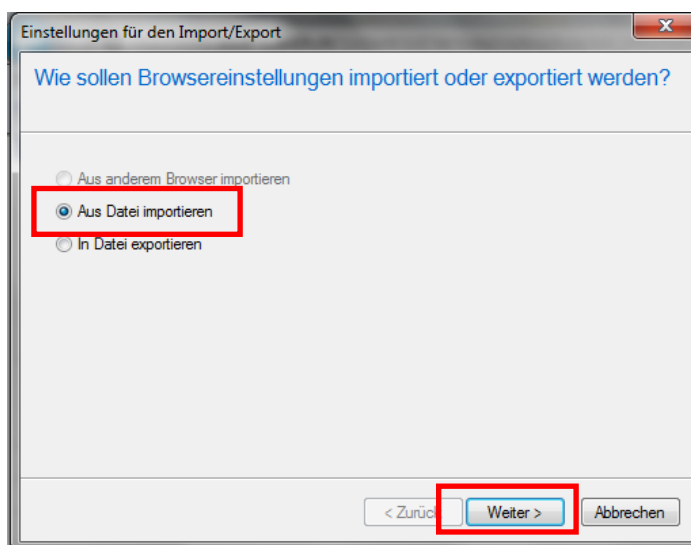 Einstellungen für den Import/Export
Wie sollen Browsereinstellungen importiert oder exportiert werden?
Aus anderem Browser importieren
Aus Datei importieren
In Datei exportieren
< Zurück
Weiter >
Abbrechen